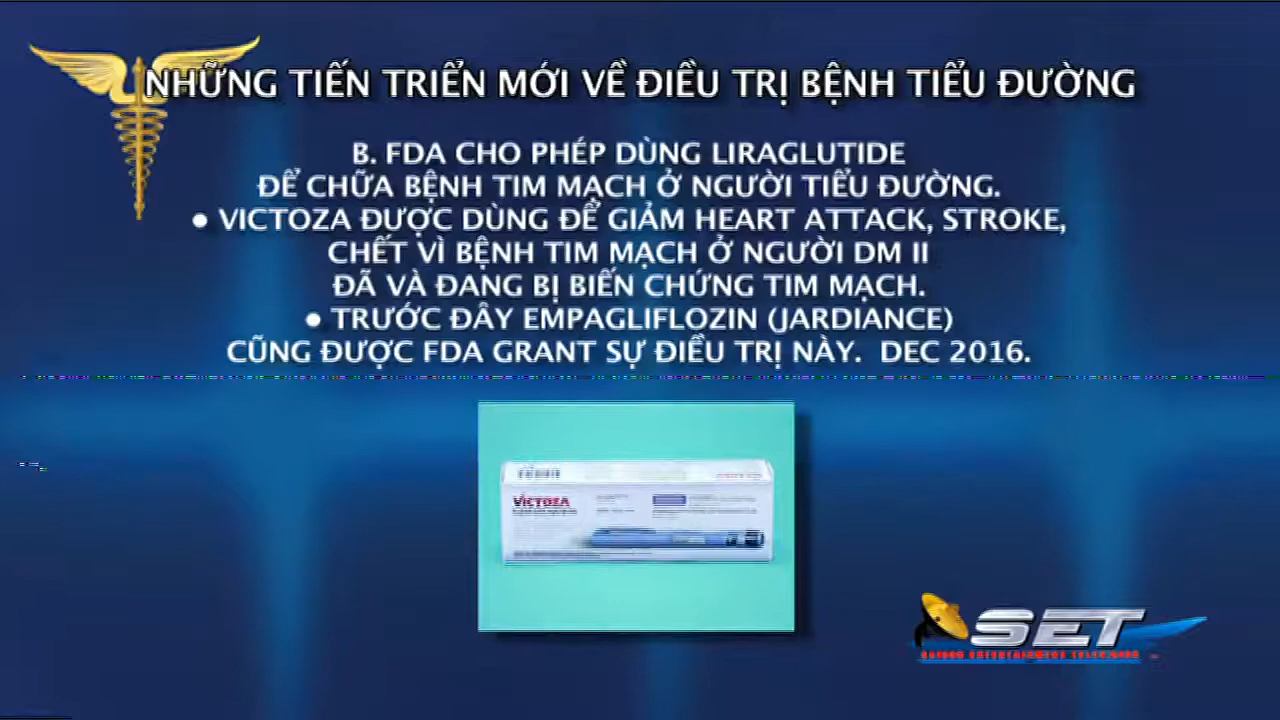 NHỮNG TIẾN TRIỂN MỚI VỀ ĐIỀU TRỊ BỆNH TIỂU ĐƯỜNG
B. FDA CHO PHÉP DÙNG LIRAGLUTIDE
ĐỂ CHỮA BỆNH TIM MẠCH Ở NGƯỜI TIỂU ĐƯỜNG.
● VICTOZA ĐƯỢC DÙNG ĐỂ GIẢM HEART ATTACK, STROKE,
CHẾT VÌ BỆNH TIM MẠCH Ở NGƯỜI DM II
ĐÃ VÀ ĐANG BỊ BIẾN CHỨNG TIM MẠCH.
● TRƯỚC ĐÂY EMPAGLIFLOZIN (JARDIANCE)
CŨNG ĐƯỢC FDA GRANT SỰ ĐIỀU TRỊ NÀY. DEC 2016.
VICTOZA
SET
SAIGON ENTERTAINMENT TELEVISION